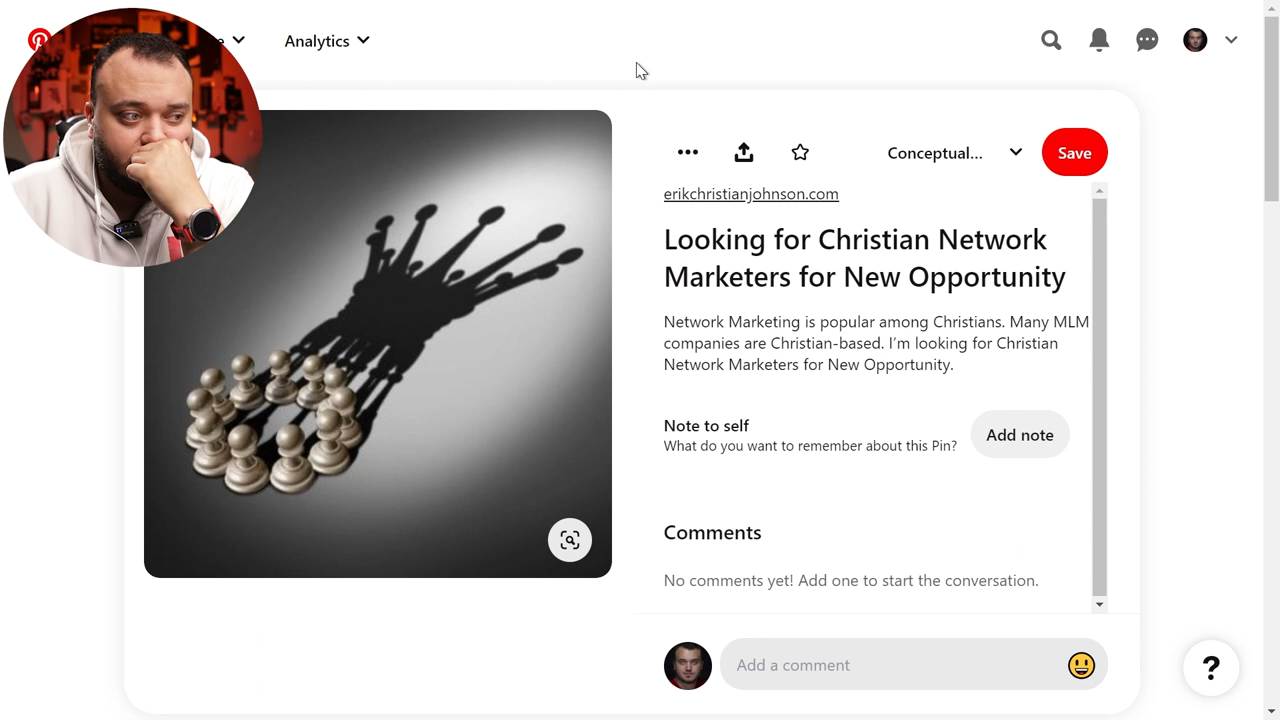 Analytics
Conceptual...
Save
erikchristianjohnson.com
Looking for Christian Network
Marketers for New Opportunity
Network Marketing is popular among Christians. Many MLM
companies are Christian-based. I'm looking for Christian
Network Marketers for New Opportunity.
Note to self
What do you want to remember about this Pin?
Add note
Comments
No comments yet! Add one to start the conversation.
Add a comment
?